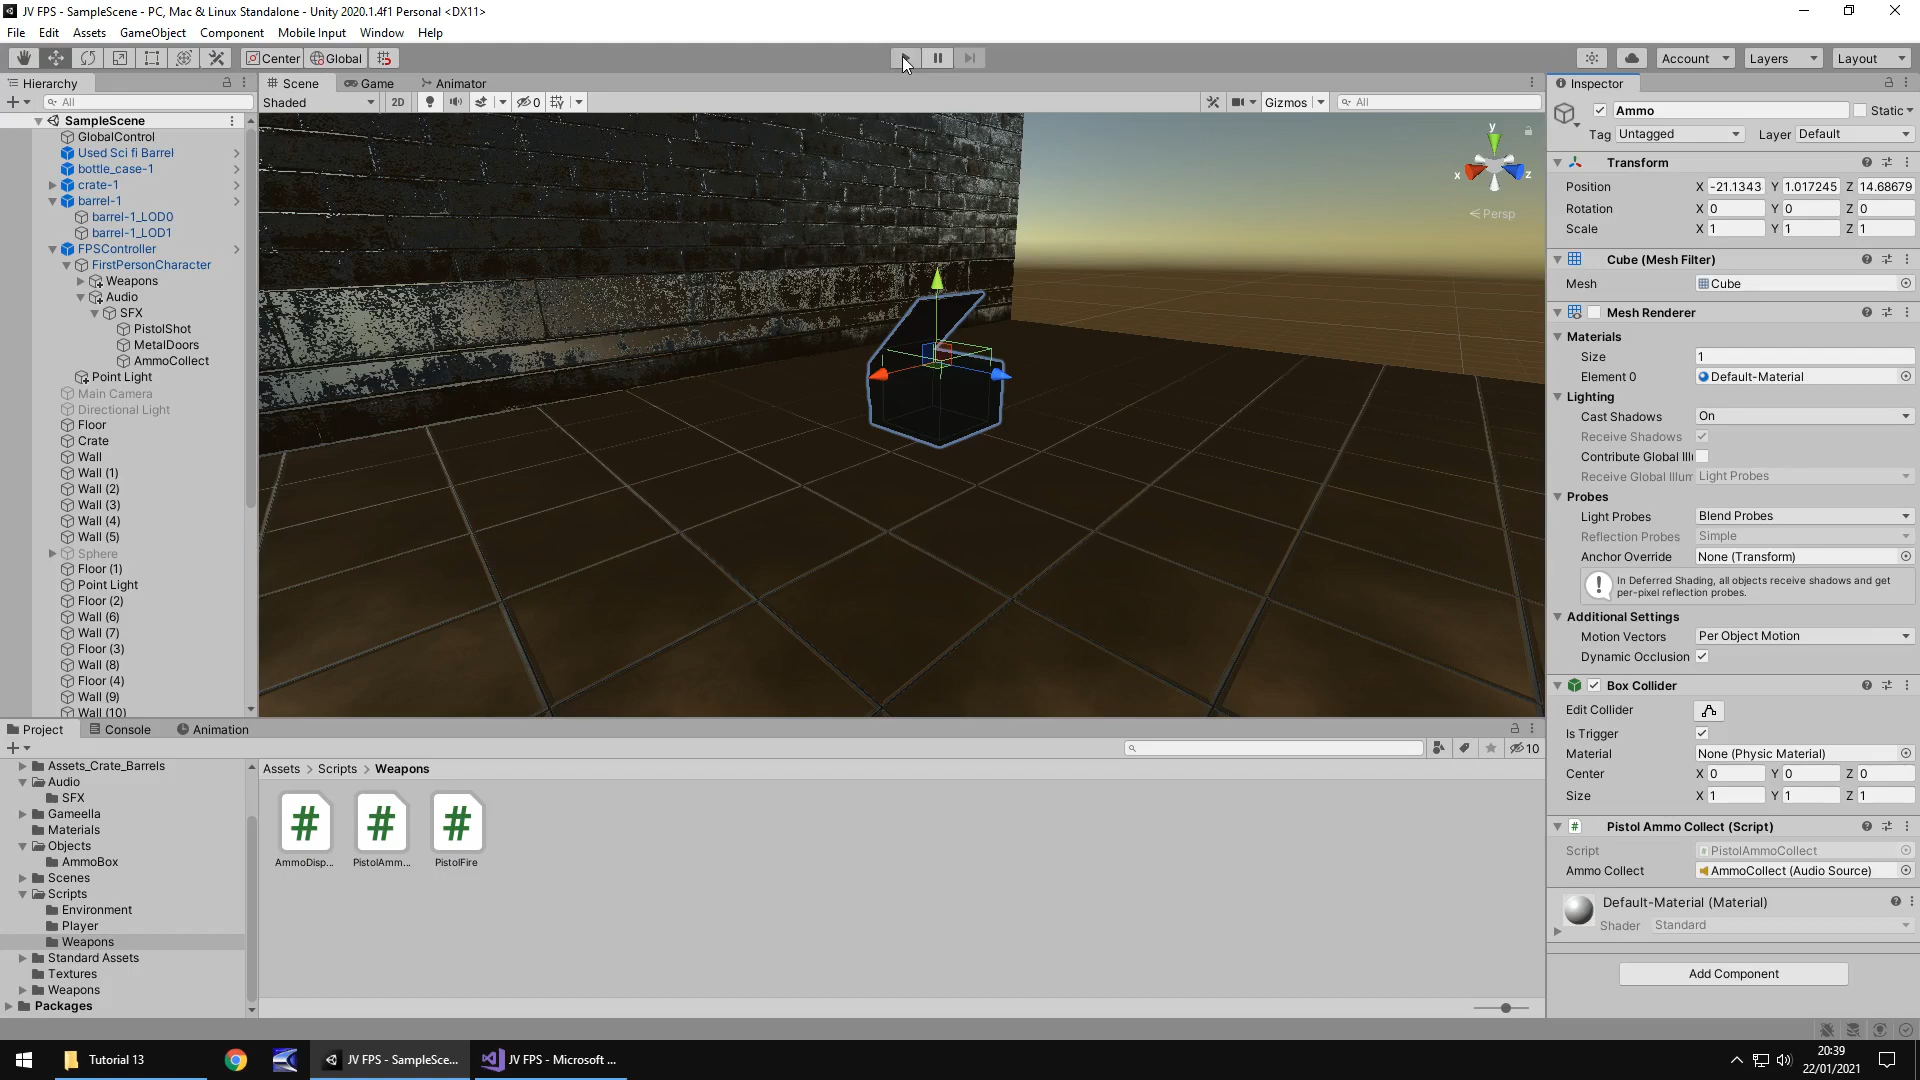 JV FPS - SampleScene - PC, Mac & Linux Standalone - Unity 2020.1.4f1 Personal <DX11>
File Edit Assets GameObject Component Mobile Input Window Help
Center Global
Account Layers Layout
Hierarchy
All
Scene Game Animator
Shaded 2D 0 Gizmos All
SampleScene
GlobalControl
Used Sci fi Barrel
bottle_case-1
crate-1
barrel-1
barrel-1_LOD0
barrel-1_LOD1
FPSController
FirstPersonCharacter
Weapons
Audio
SFX
PistolShot
MetalDoors
AmmoCollect
Point Light
Main Camera
Directional Light
Floor
Crate
Wall
Wall (1)
Wall (2)
Wall (3)
Wall (4)
Wall (5)
Sphere
Floor (1)
Point Light
Floor (2)
Wall (6)
Wall (7)
Floor (3)
Wall (8)
Floor (4)
Wall (9)
Wall (10)
y
x
z
Persp
Inspector
Ammo Static
Tag Untagged Layer Default
Transform
Position X -21.1343 Y 1.017245 Z 14.68679
Rotation X 0 Y 0 Z 0
Scale X 1 Y 1 Z 1
Cube (Mesh Filter)
Mesh Cube
Mesh Renderer
Materials
Size 1
Element 0 Default-Material
Lighting
Cast Shadows On
Receive Shadows
Contribute Global Illu
Receive Global Illum Light Probes
Probes
Light Probes Blend Probes
Reflection Probes Simple
Anchor Override None (Transform)
In Deferred Shading, all objects receive shadows and get
per-pixel reflection probes.
Additional Settings
Motion Vectors Per Object Motion
Dynamic Occlusion
Box Collider
Edit Collider
Is Trigger
Material None (Physic Material)
Center X 0 Y 0 Z 0
Size X 1 Y 1 Z 1
# Pistol Ammo Collect (Script)
Script PistolAmmoCollect
Ammo Collect AmmoCollect (Audio Source)
Default-Material (Material)
Shader Standard
Add Component
Project Console Animation
10
Assets_Crate_Barrels
Audio
SFX
Gameella
Materials
Objects
AmmoBox
Scenes
Scripts
Environment
Player
Weapons
Standard Assets
Textures
Weapons
Packages
Assets > Scripts > Weapons
# # #
AmmoDisp... PistolAmm... PistolFire
Tutorial 13
JV FPS - SampleSce...
JV FPS - Microsoft ...
20:39
22/01/2021